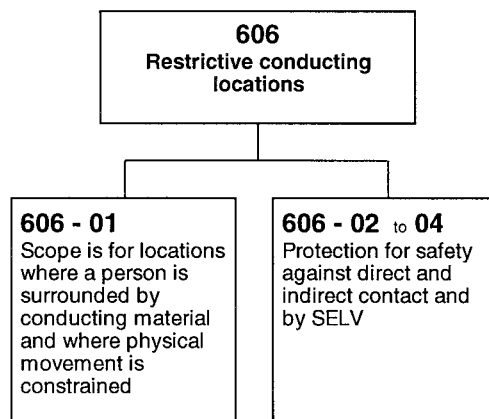 606
Restrictive conducting
locations
606 - 01
Scope is for locations
where a person is
surrounded by
conducting material
and where physical
movement is
constrained
606 - 02 to 04
Protection for safety
against direct and
indirect contact and
by SELV